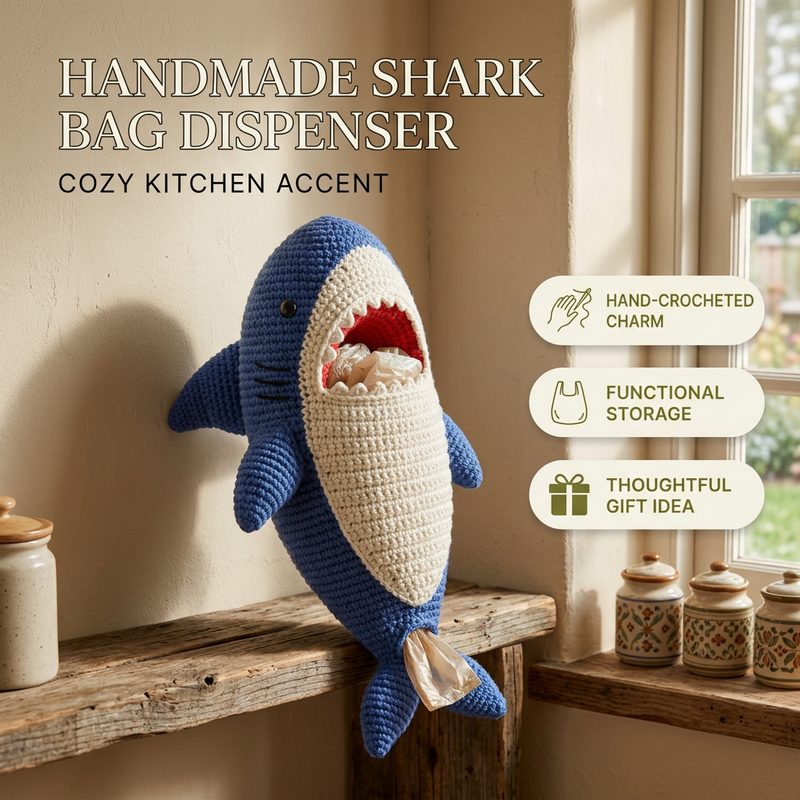 HANDMADE SHARK
BAG DISPENSER
COZY KITCHEN ACCENT
HAND-CROCHETED
CHARM
FUNCTIONAL
STORAGE
THOUGHTFUL
GIFT IDEA